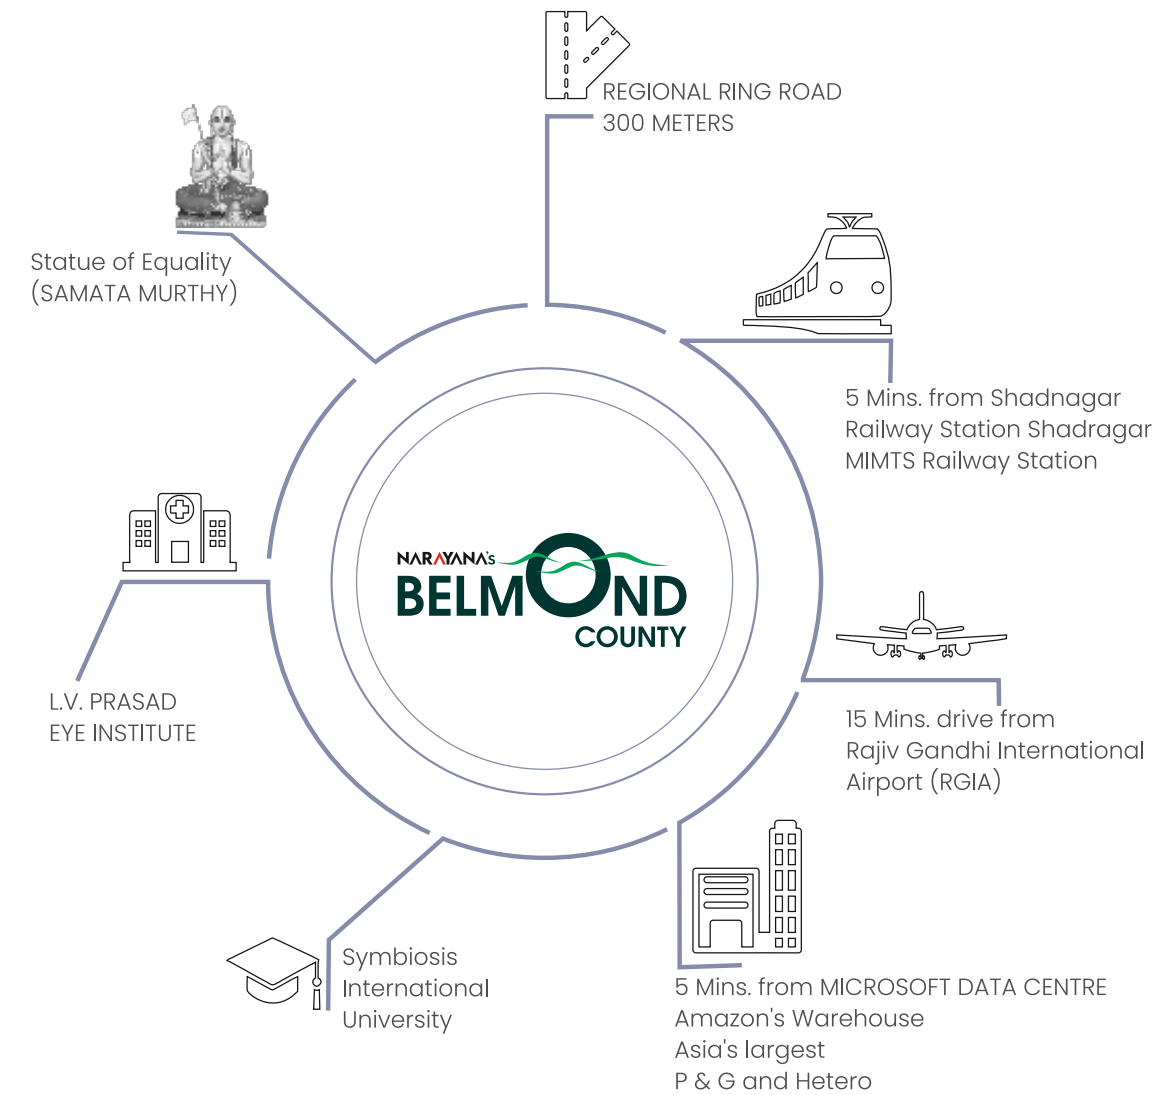 REGIONAL RING ROAD
300 METERS
Statue of Equality
(SAMATA MURTHY)
5 Mins. from Shadnagar
Railway Station Shadragar
MIMTS Railway Station
NARAYANA's
BELMOND
COUNTY
L.V. PRASAD
EYE INSTITUTE
15 Mins. drive from
Rajiv Gandhi International
Airport (RGIA)
Symbiosis
International
University
5 Mins. from MICROSOFT DATA CENTRE
Amazon's Warehouse
Asia's largest
P & G and Hetero